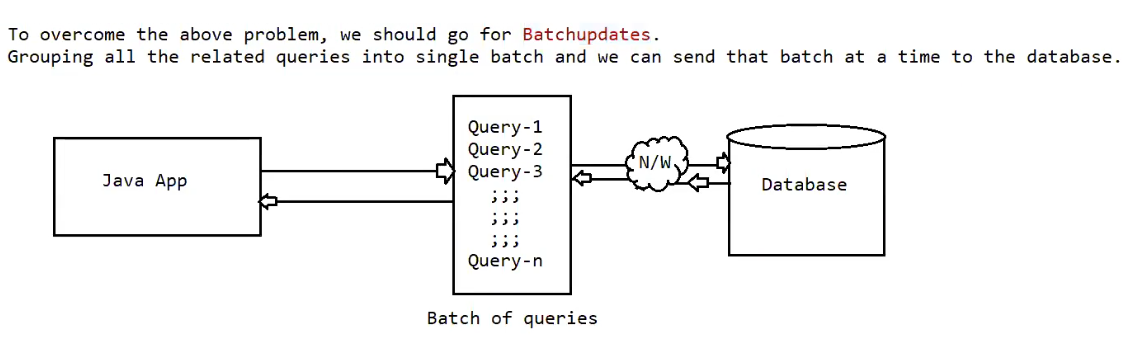 To overcome the above problem, we should go for Batchupdates.
Grouping all the related queries into single batch and we can send that batch at a time to the database.
Java App
Query-1
Query-2
Query-3
;;;
;;;
;;;
Query-n
N/W
Database
Batch of queries